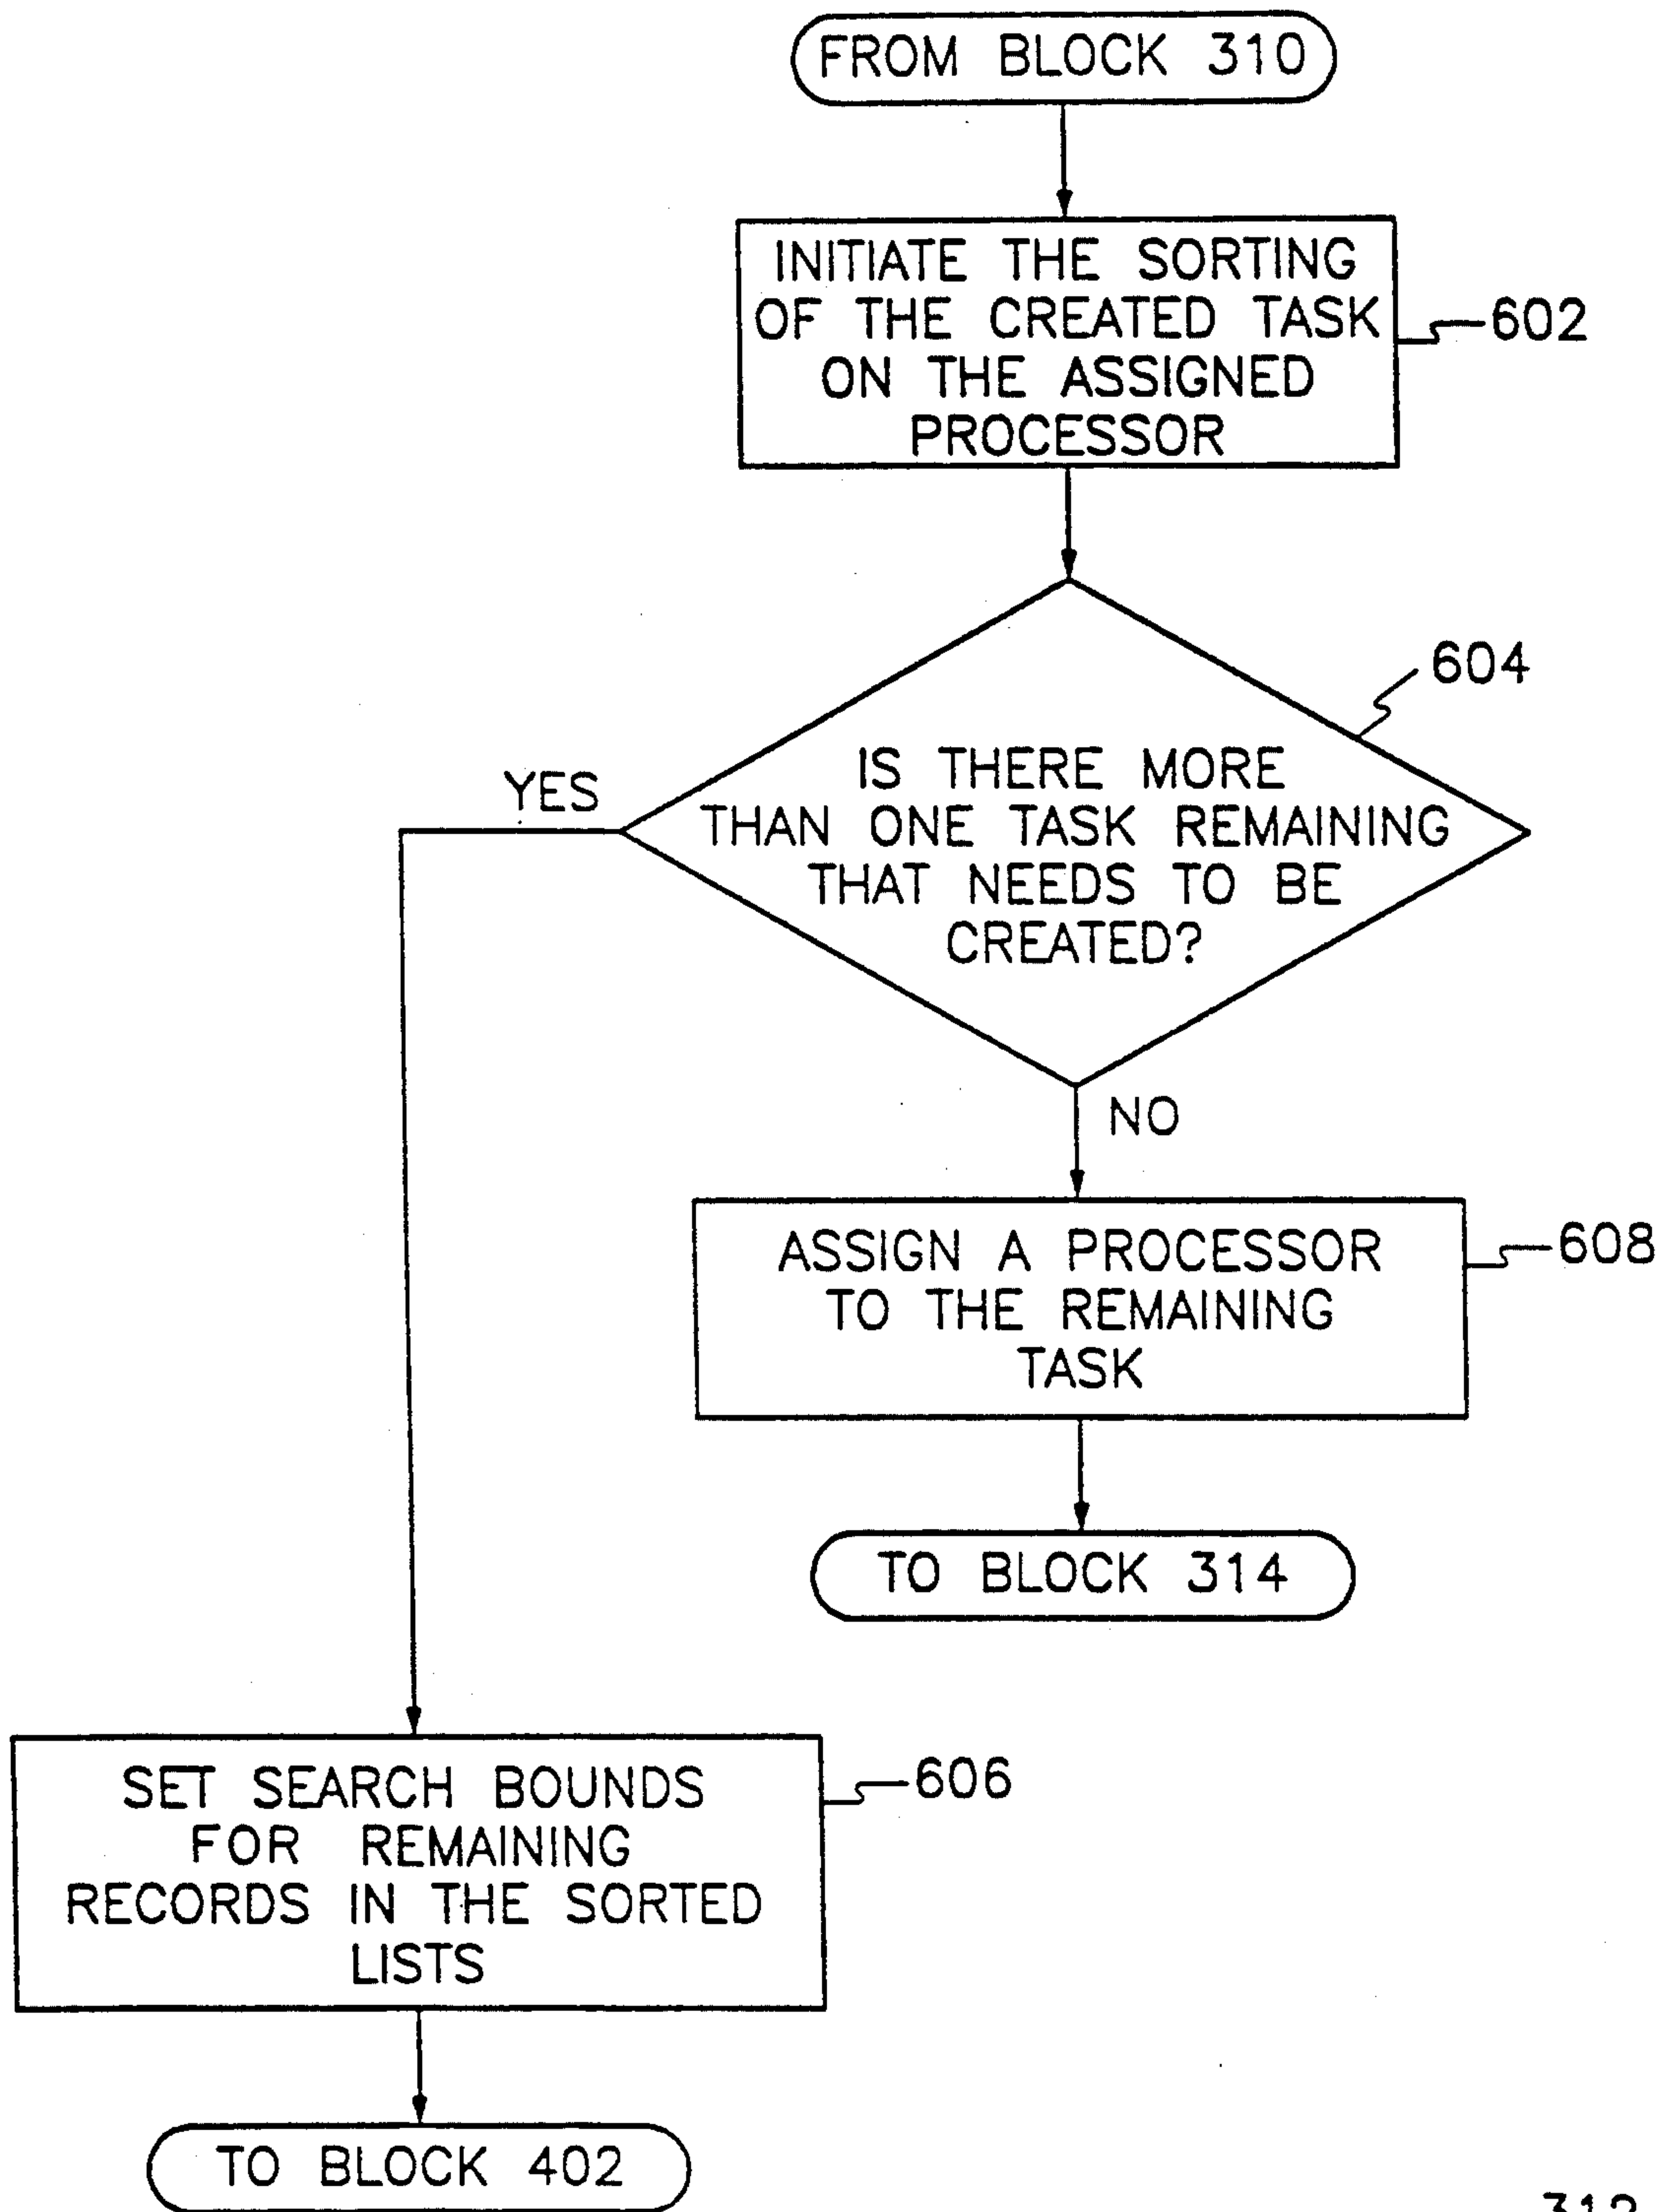 FROM BLOCK 310
INITIATE THE SORTING
OF THE CREATED TASK
ON THE ASSIGNED
PROCESSOR
602
604
IS THERE MORE
THAN ONE TASK REMAINING
THAT NEEDS TO BE
CREATED?
YES
NO
ASSIGN A PROCESSOR
TO THE REMAINING
TASK
608
TO BLOCK 314
SET SEARCH BOUNDS
FOR REMAINING
RECORDS IN THE SORTED
LISTS
606
TO BLOCK 402
312